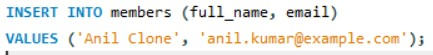 INSERT INTO members (full_name, email)
VALUES ('Anil Clone', 'anil.kumar@example.com');